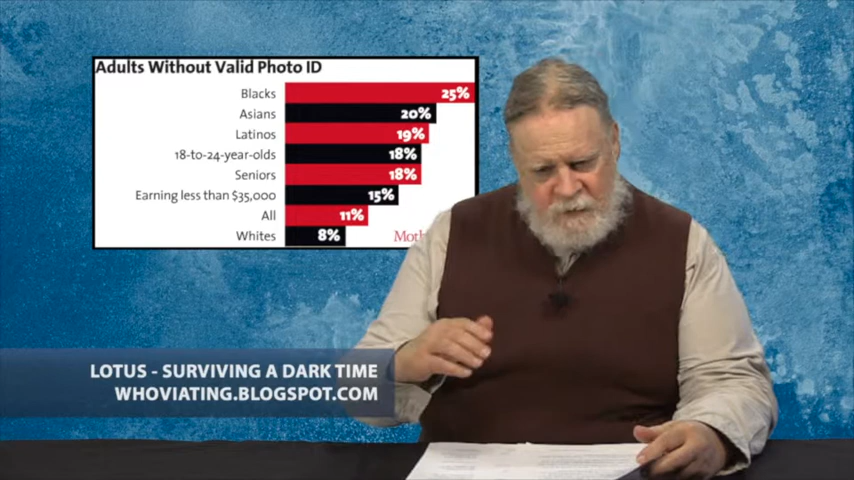 Adults Without Valid Photo ID
Blacks 25%
Asians 20%
Latinos 19%
18-to-24-year-olds 18%
Seniors 18%
Earning less than $35,000 15%
All 11%
Whites 8%
LOTUS - SURVIVING A DARK TIME
WHOVIATING.BLOGSPOT.COM